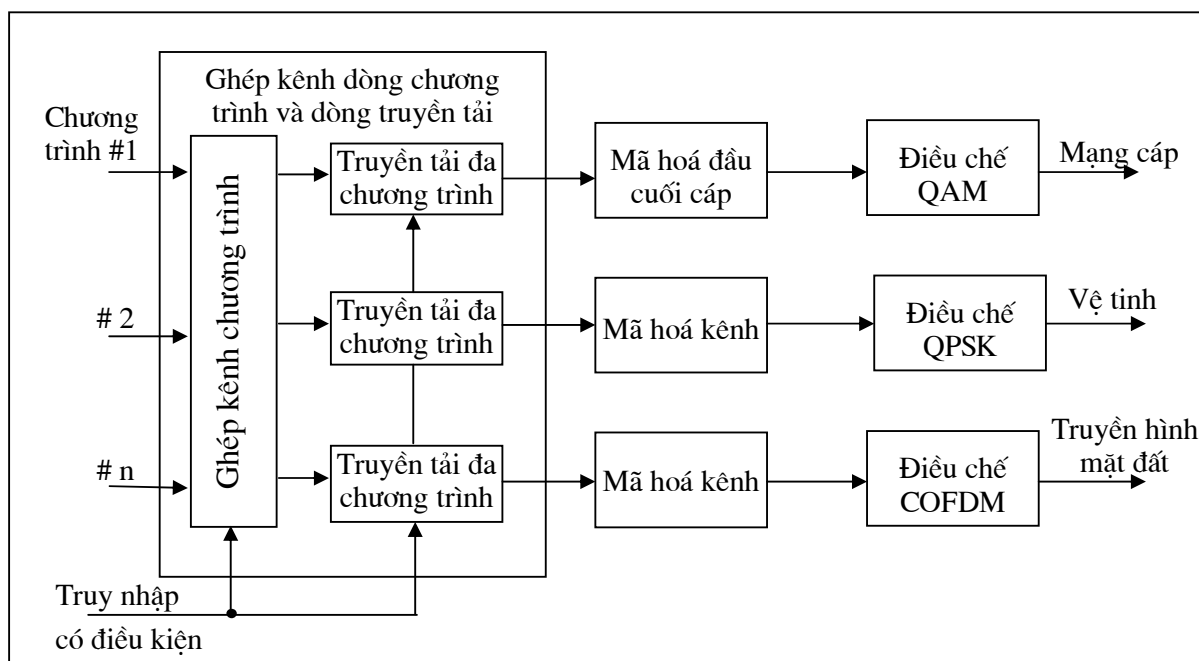 Ghép kênh dòng chương
trình và dòng truyền tải
Chương
trình #1
# 2
# n
Ghép kênh chương trình
Truyền tải đa
chương trình
Mã hoá đầu
cuối cáp
Điều chế
QAM
Mạng cáp
Truyền tải đa
chương trình
Mã hoá kênh
Điều chế
QPSK
Vệ tinh
Truyền tải đa
chương trình
Mã hoá kênh
Điều chế
COFDM
Truyền hình
mặt đất
Truy nhập
có điều kiện